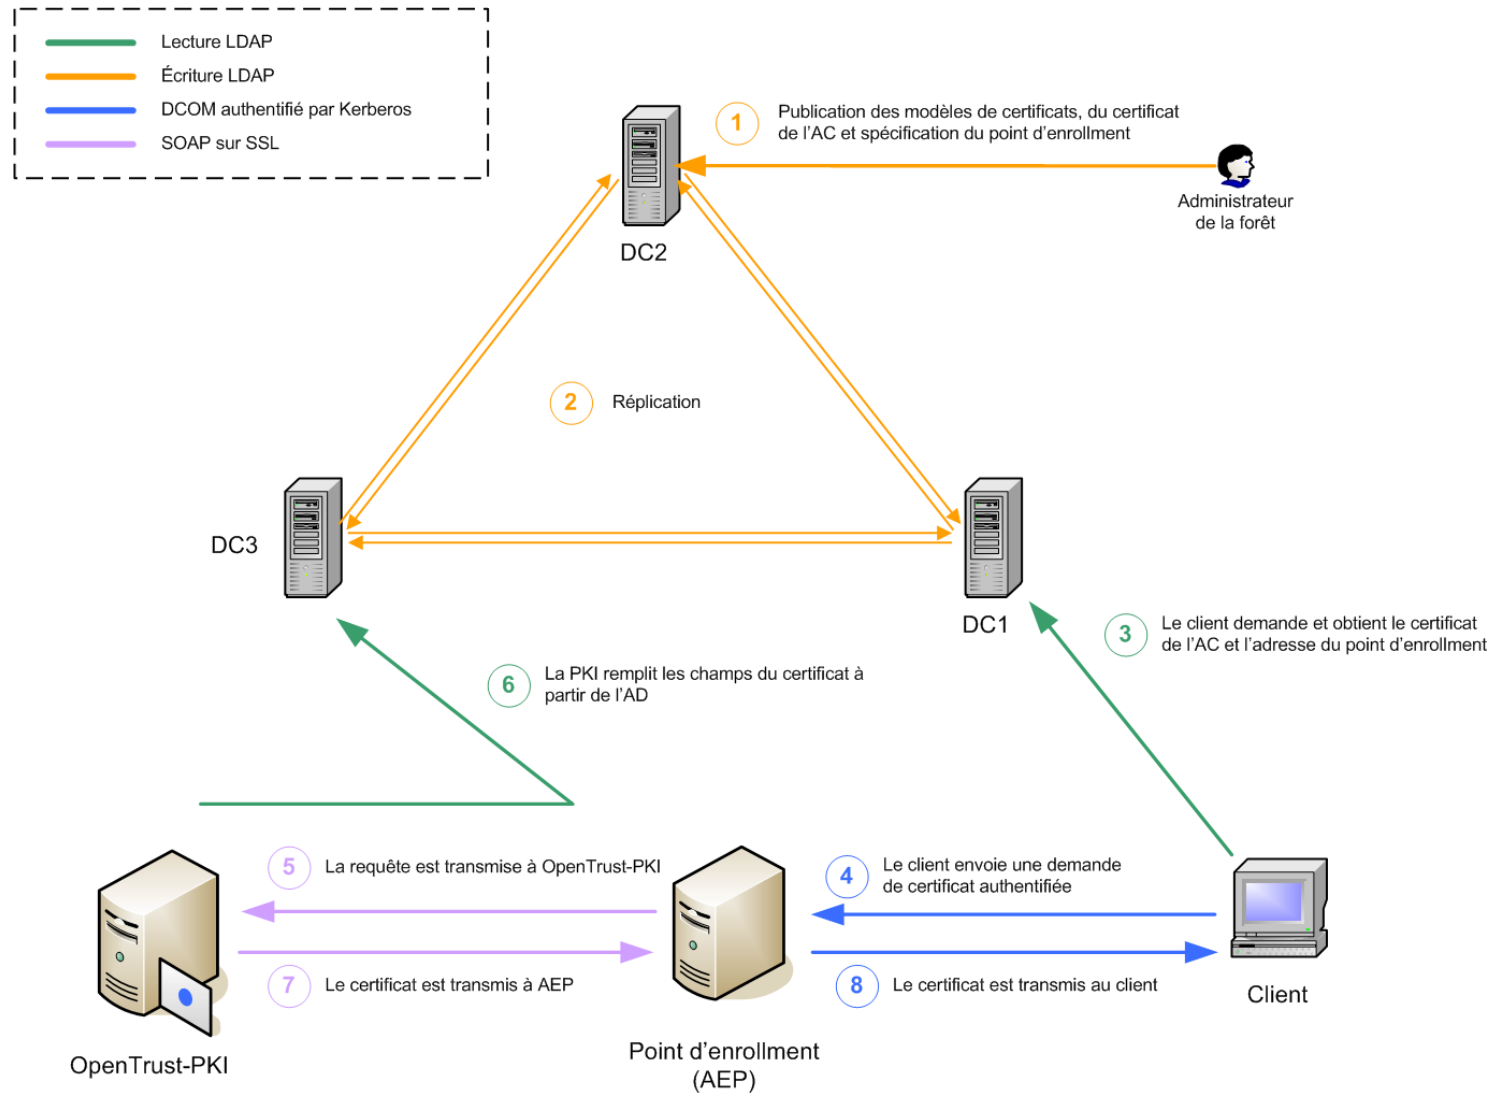 Lecture LDAP
Écriture LDAP
DCOM authentifié par Kerberos
SOAP sur SSL
1
Publication des modèles de certificats, du certificat
de l'AC et spécification du point d'enrollment
Administrateur
de la forêt
DC2
2
Réplication
DC3
DC1
3
Le client demande et obtient le certificat
de l'AC et l'adresse du point d'enrollment
6
La PKI remplit les champs du certificat à
partir de l'AD
5
La requête est transmise à OpenTrust-PKI
4
Le client envoie une demande
de certificat authentifiée
7
Le certificat est transmis à AEP
8
Le certificat est transmis au client
Client
OpenTrust-PKI
Point d'enrollment
(AEP)